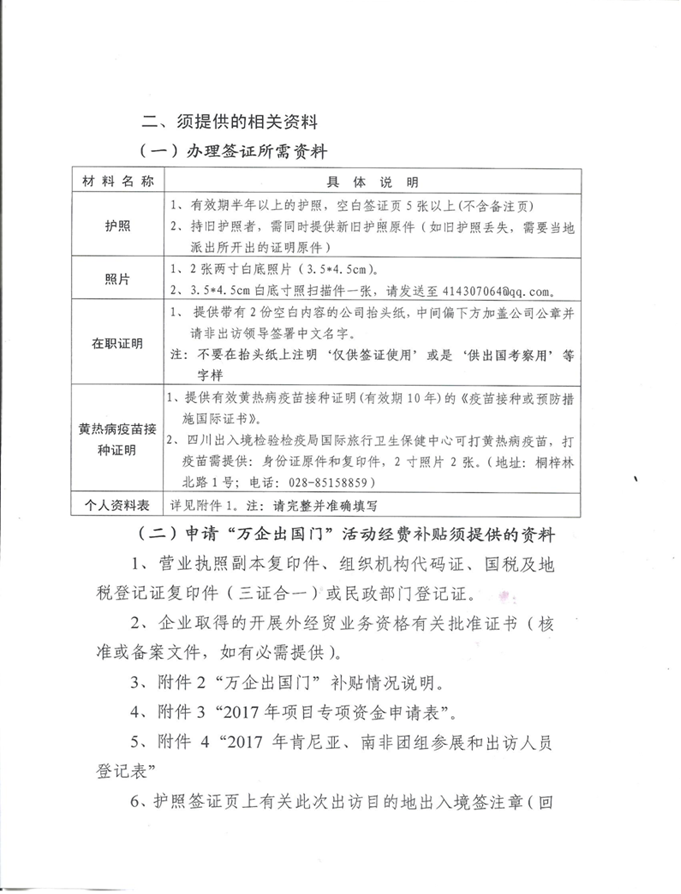 二、须提供的相关资料
（一）办理签证所需资料
材料名称 具体说明
护照
1、有效期半年以上的护照，空白签证页5张以上(不含备注页)
2、持旧护照者，需同时提供新旧护照原件（如旧护照丢失，需要当地
派出所开出的证明原件）
照片
1、2张两寸白底照片（3.5*4.5cm）。
2、3.5*4.5cm白底寸照扫描件一张，请发送至414307064@qq.com。
在职证明
1、 提供带有2份空白内容的公司抬头纸，中间偏下方加盖公司公章并
请非出访领导签署中文名字。
注：不要在抬头纸上注明‘仅供签证使用’或是‘供出国考察用’等
字样
黄热病疫苗接
种证明
1、提供有效黄热病疫苗接种证明(有效期10年)的《疫苗接种或预防措
施国际证书》。
2、四川出入境检验检疫局国际旅行卫生保健中心可打黄热病疫苗，打
疫苗需提供：身份证原件和复印件，2寸照片2张。（地址：桐梓林
北路1号；电话：028-85158859）
个人资料表 详见附件1。注：请完整并准确填写
（二）申请“万企出国门”活动经费补贴须提供的资料
1、营业执照副本复印件、组织机构代码证、国税及地
税登记证复印件（三证合一）或民政部门登记证。
2、企业取得的开展外经贸业务资格有关批准证书（核
准或备案文件，如有必需提供）。
3、附件2“万企出国门”补贴情况说明。
4、附件3“2017年项目专项资金申请表”。
5、附件 4“2017 年肯尼亚、南非团组参展和出访人员
登记表”
6、护照签证页上有关此次出访目的地出入境签注章（回